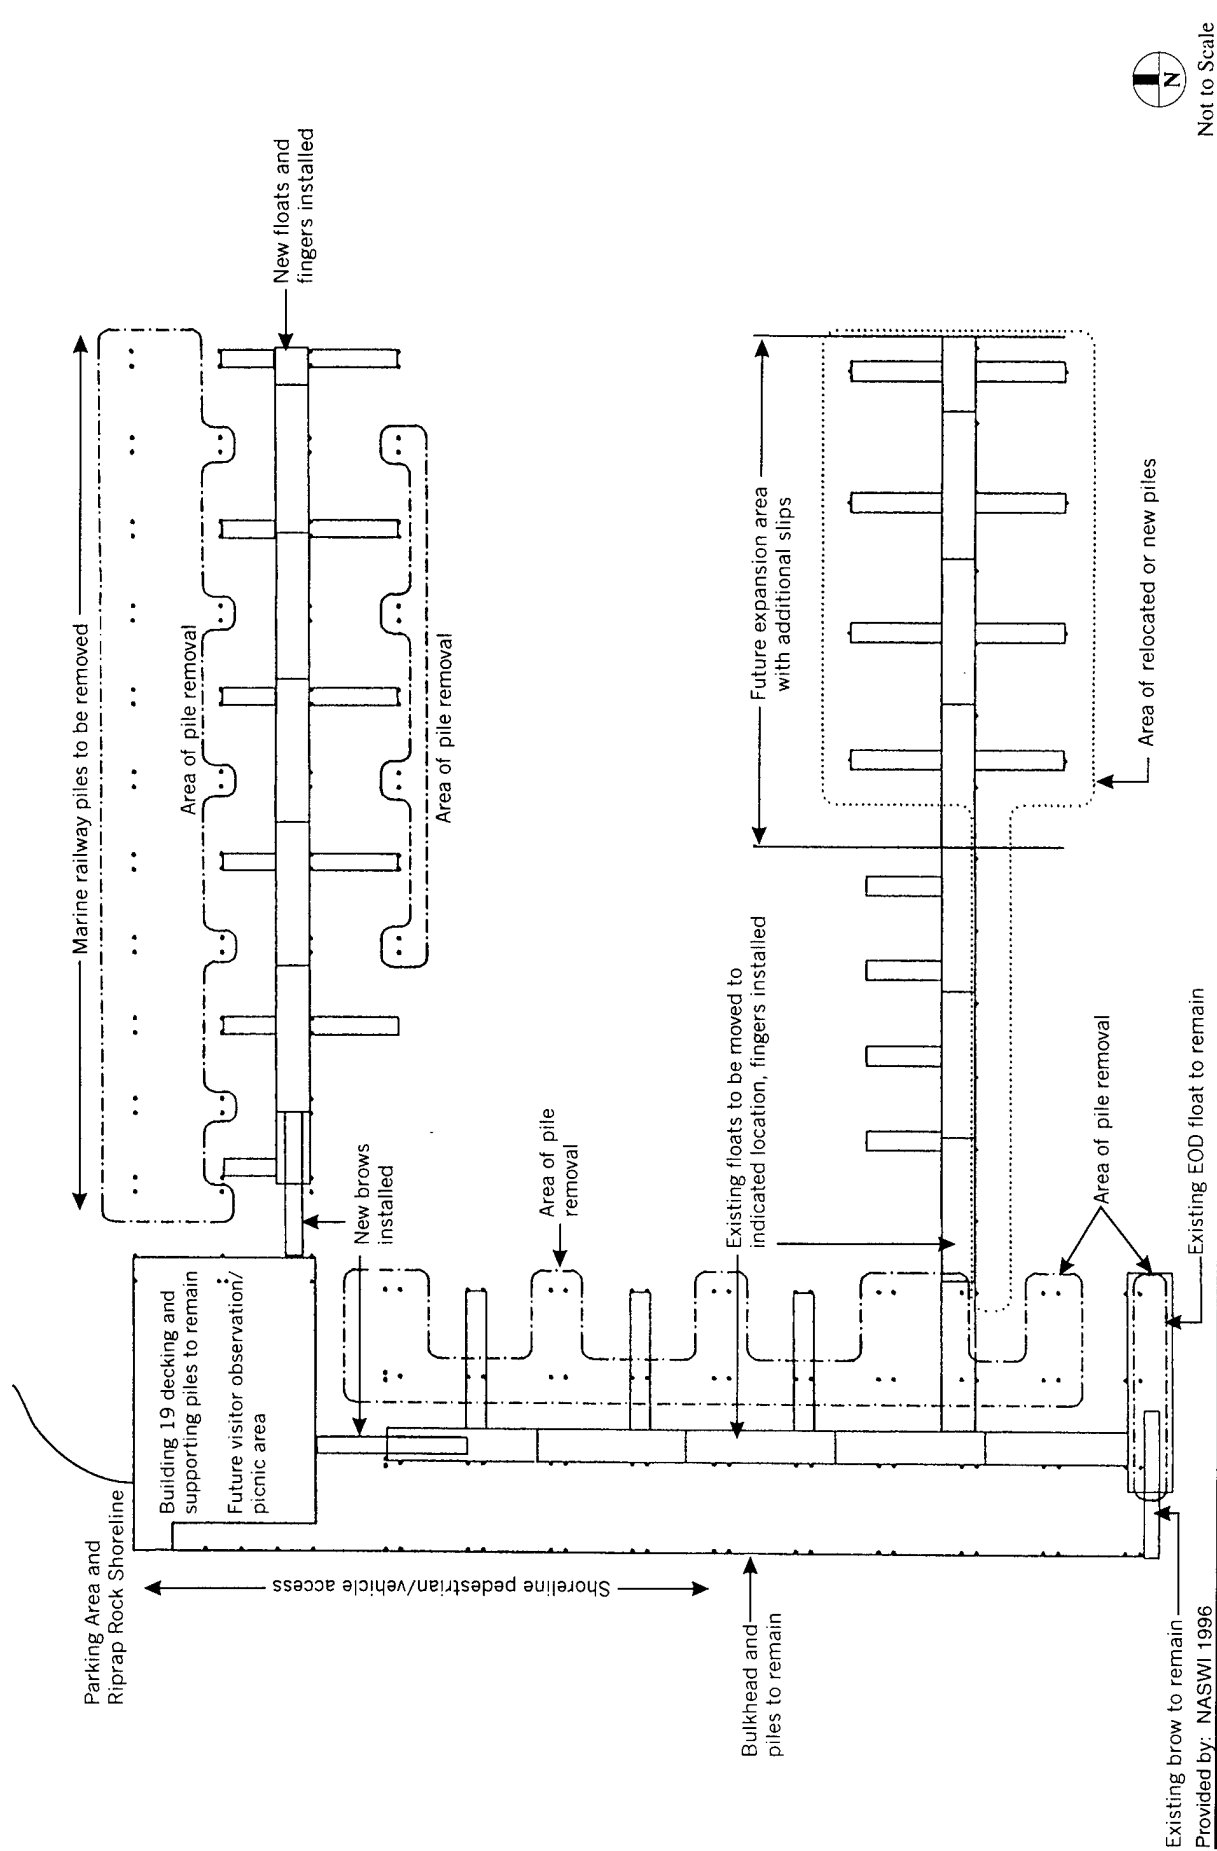 Parking Area and
Riprap Rock Shoreline
Marine railway piles to be removed
New floats and
fingers installed
Area of pile removal
Area of pile removal
Building 19 decking and
supporting piles to remain
Future visitor observation/
picnic area
New brows
installed
Shoreline pedestrian/vehicle access
Area of pile
removal
Future expansion area
with additional slips
Existing floats to be moved to
indicated location, fingers installed
Bulkhead and
piles to remain
Area of pile removal
Area of relocated or new piles
Existing EOD float to remain
Existing brow to remain
Provided by: NASWI 1996
N
Not to Scale